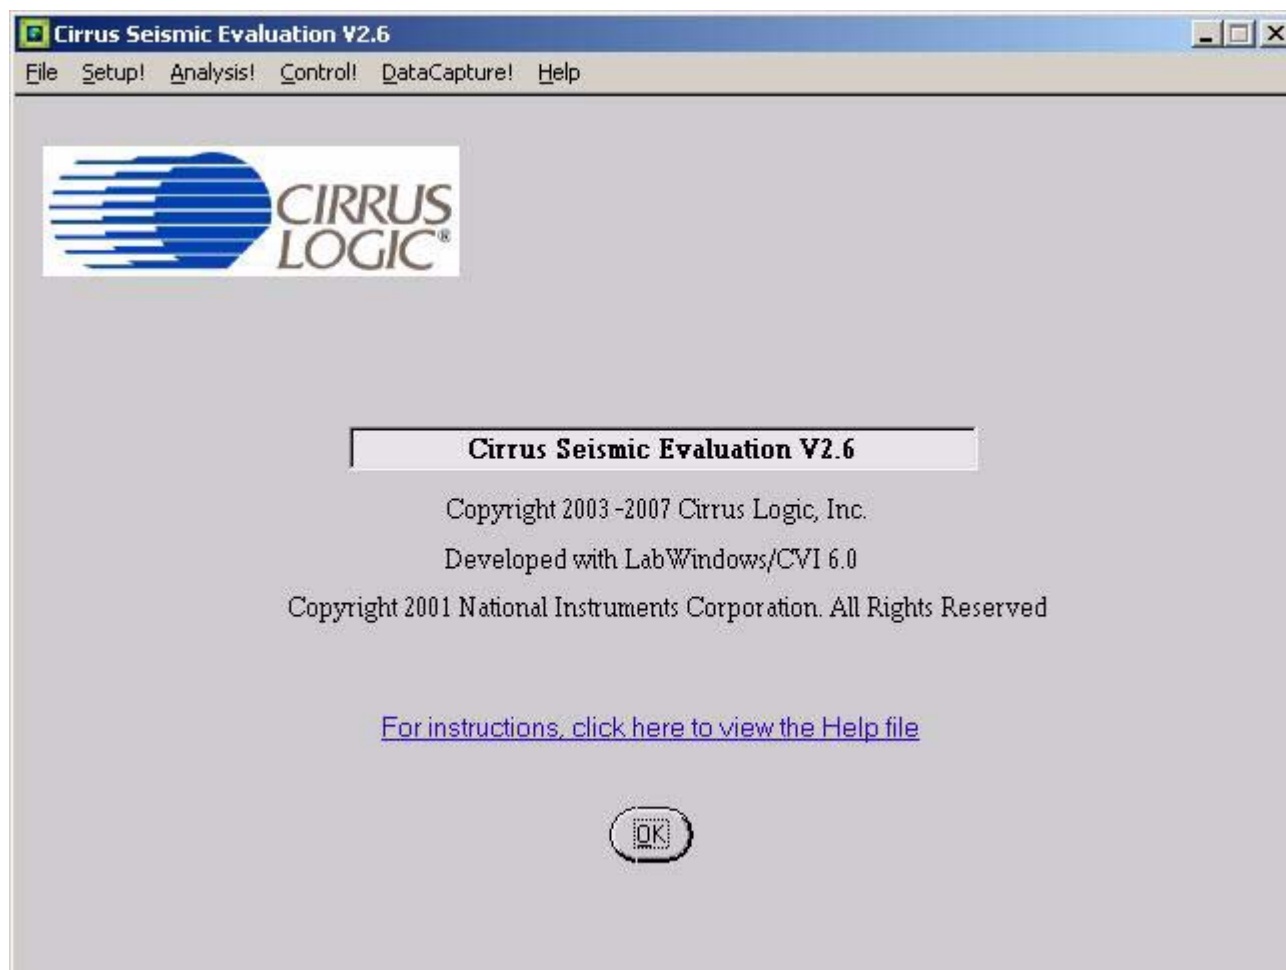 Cirrus Seismic Evaluation V2.6
File Setup! Analysis! Control! DataCapture! Help
CIRRUS
LOGIC®
Cirrus Seismic Evaluation V2.6
Copyright 2003 -2007 Cirrus Logic, Inc.
Developed with LabWindows/CVI 6.0
Copyright 2001 National Instruments Corporation. All Rights Reserved
For instructions, click here to view the Help file
OK